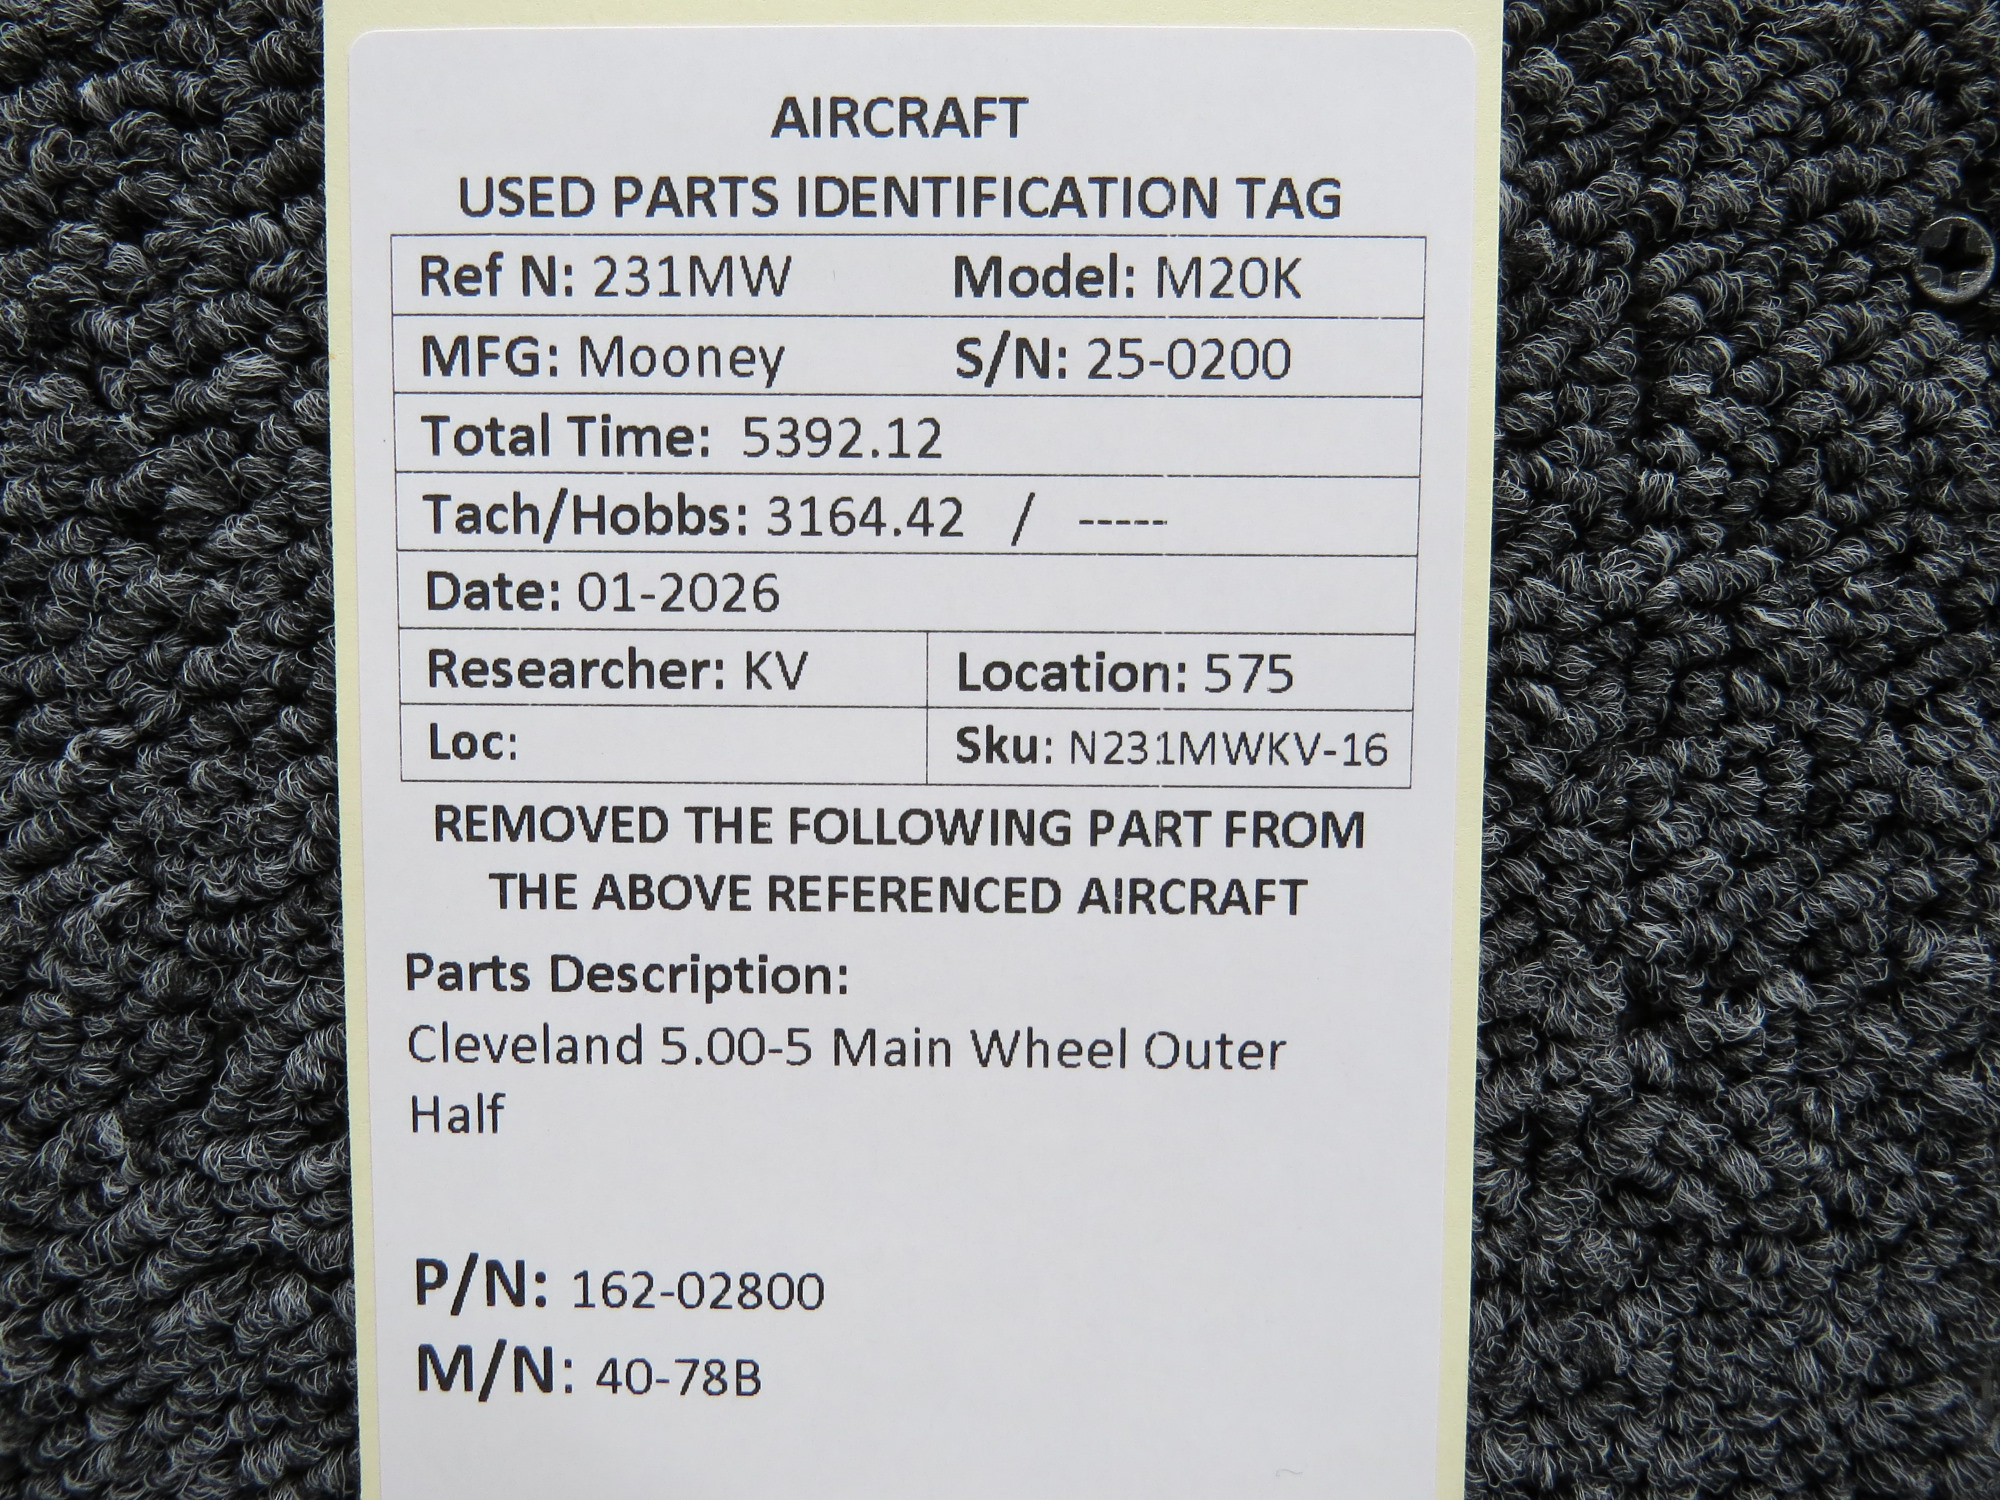 AIRCRAFT
USED PARTS IDENTIFICATION TAG
Ref N: 231MW Model: M20K
MFG: Mooney S/N: 25-0200
Total Time: 5392.12
Tach/Hobbs: 3164.42 / -----
Date: 01-2026
Researcher: KV Location: 575
Loc: Sku: N231MWKV-16
REMOVED THE FOLLOWING PART FROM
THE ABOVE REFERENCED AIRCRAFT
Parts Description:
Cleveland 5.00-5 Main Wheel Outer
Half
P/N: 162-02800
M/N: 40-78B